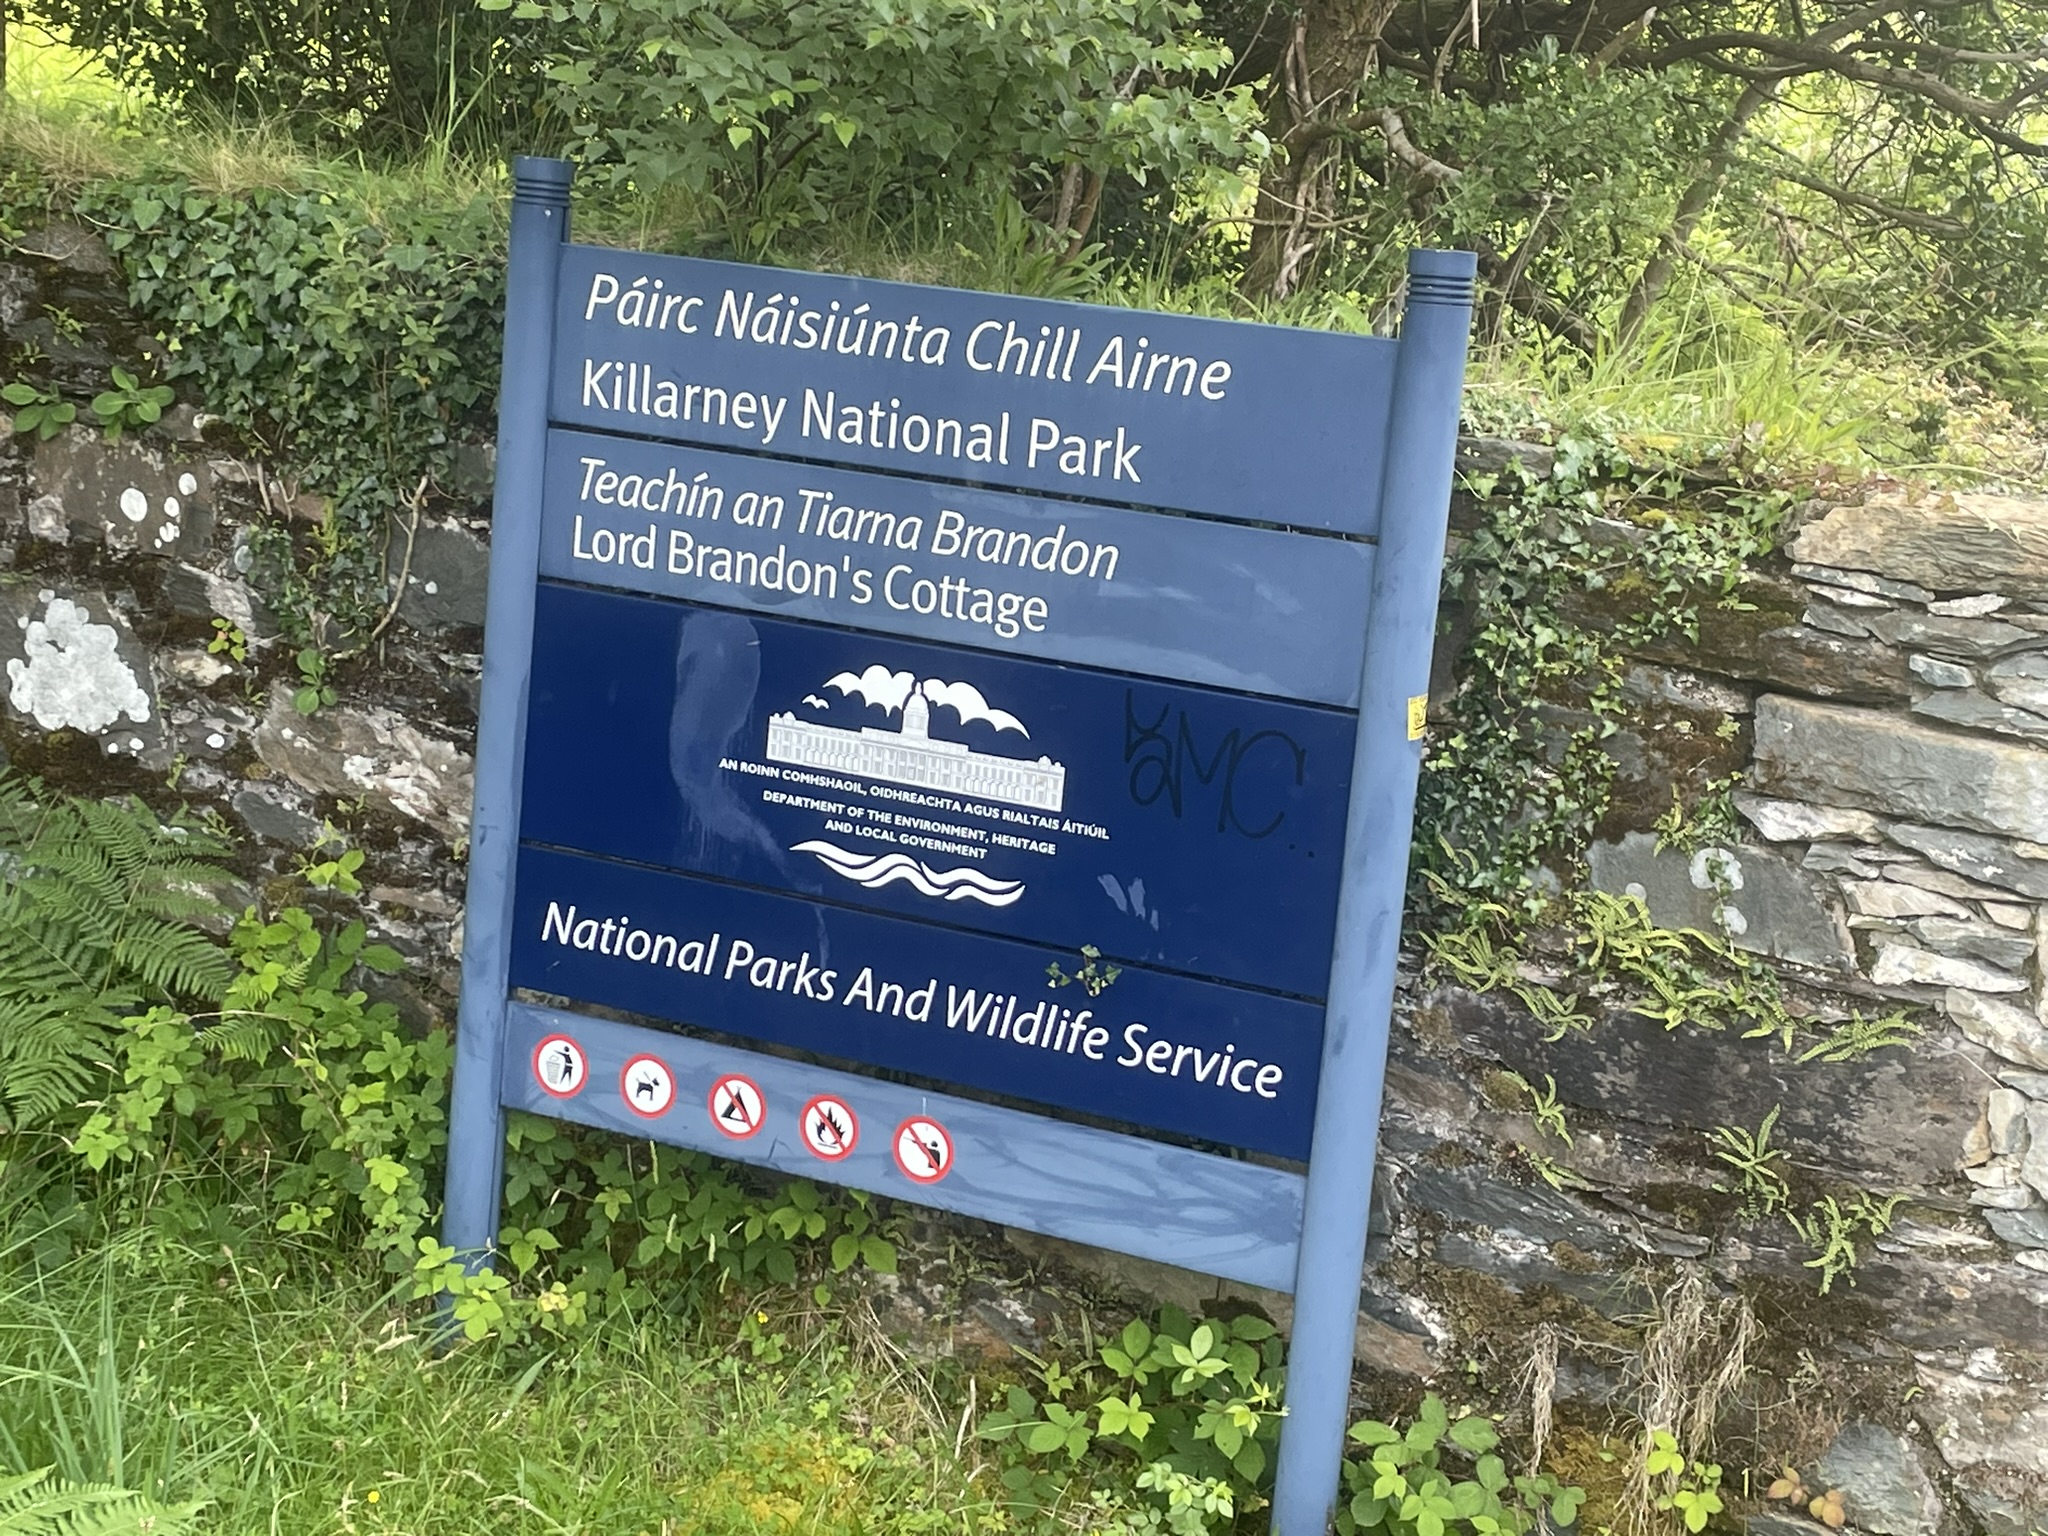 Páirc Náisiúnta Chill Airne
Killarney National Park
Teachín an Tiarna Brandon
Lord Brandon's Cottage
AN ROINN COMHSHAOIL, OIDHREACHTA AGUS RIALTAIS ÁITIÚIL
DEPARTMENT OF THE ENVIRONMENT, HERITAGE
AND LOCAL GOVERNMENT
National Parks And Wildlife Service